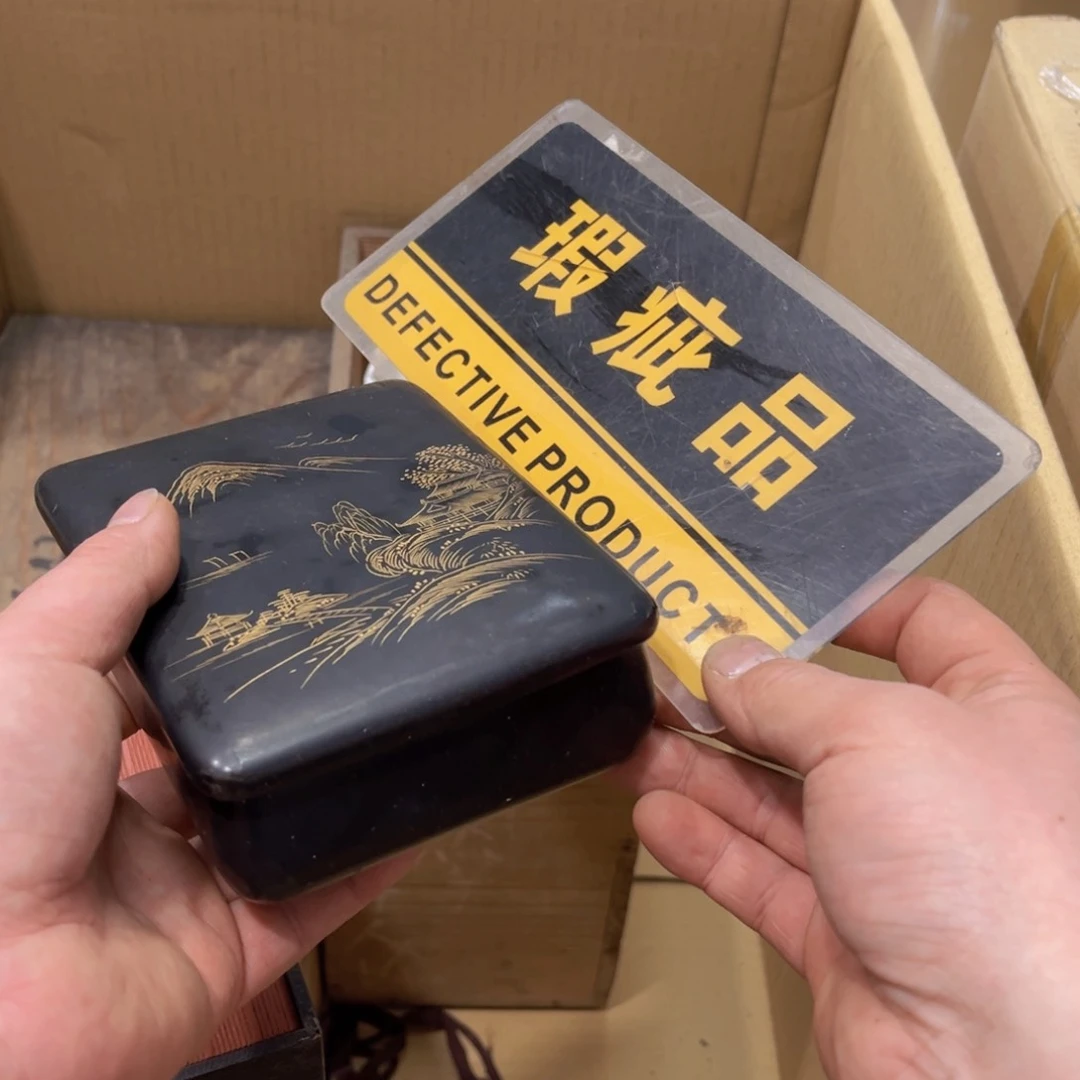 瑕疵品
DEFECTIVE PRODUCT